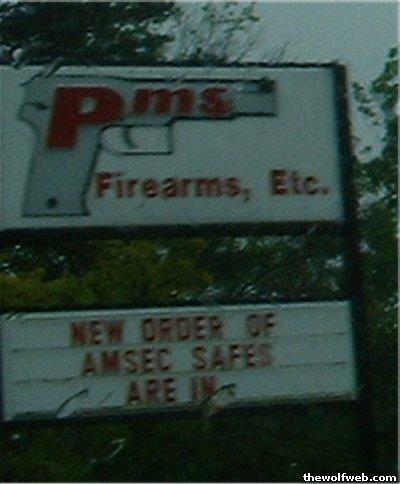 Pms
Firearms, Etc.
NEW ORDER OF
AMSEC SAFES
ARE IN
thewolfweb.com